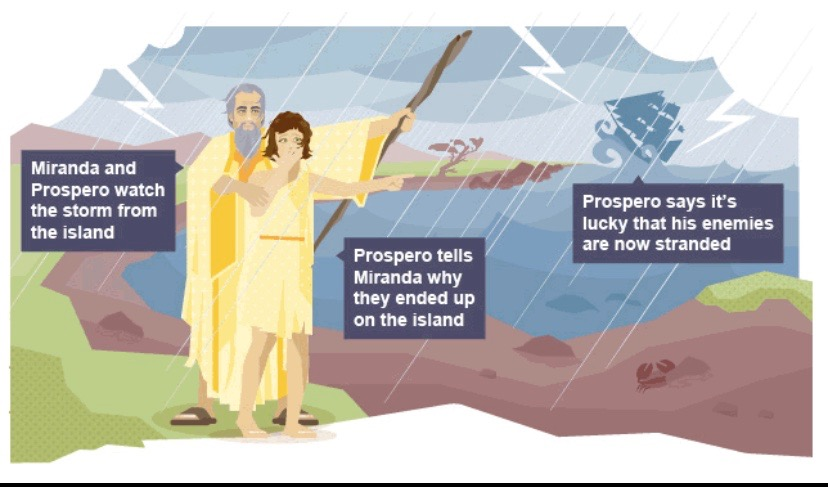 Miranda and
Prospero watch
the storm from
the island
Prospero tells
Miranda why
they ended up
on the island
Prospero says it's
lucky that his enemies
are now stranded